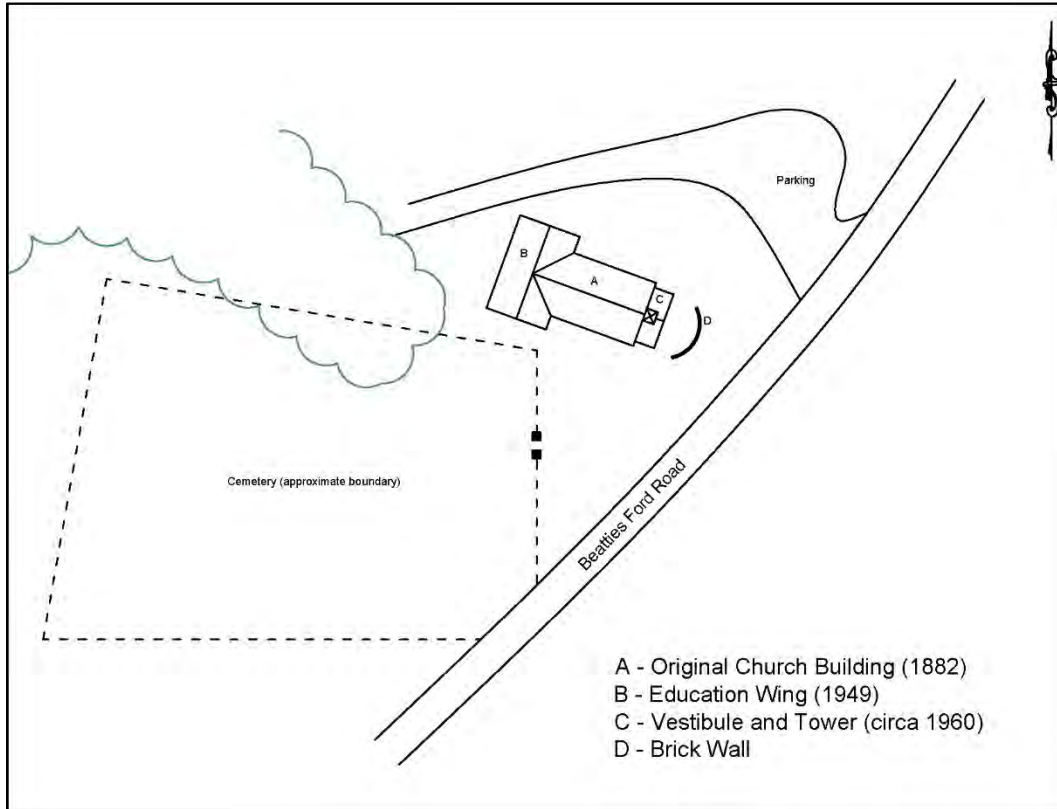 Parking
B
A
C
D
Cemetery (approximate boundary)
Beatties Ford Road
A - Original Church Building (1882)
B - Education Wing (1949)
C - Vestibule and Tower (circa 1960)
D - Brick Wall